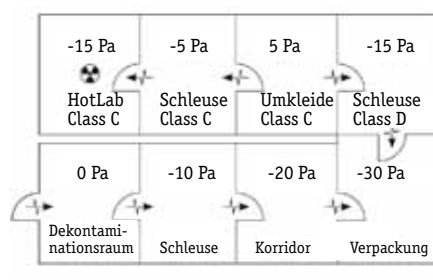 -15 Pa -5 Pa 5 Pa -15 Pa
HotLab Schleuse Umkleide Schleuse
Class C Class C Class C Class D
0 Pa -10 Pa -20 Pa -30 Pa
Dekontami-
nationsraum Schleuse Korridor Verpackung